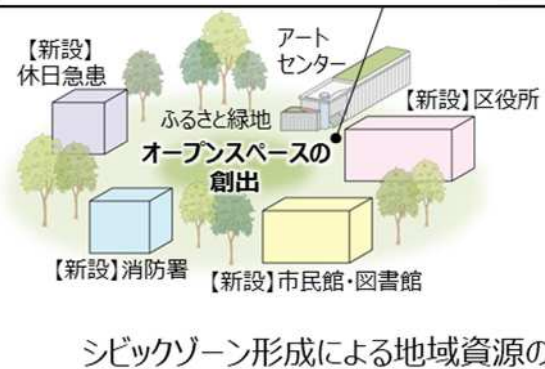 【新設】
休日急患
アート
センター
【新設】区役所
ふるさと緑地
オープンスペースの
創出
【新設】消防署
【新設】市民館・図書館
シビックゾーン形成による地域資源の